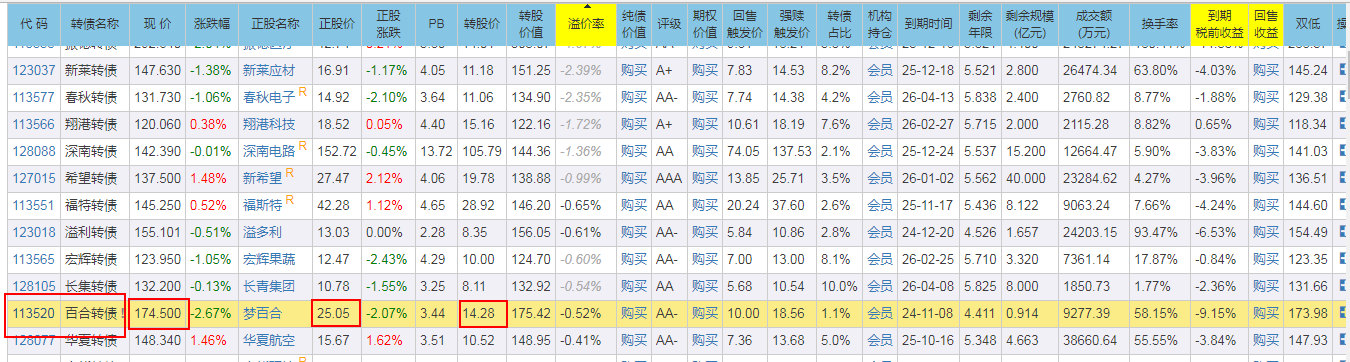 代 码 转债名称 现 价 涨跌幅 正股名称 正股价 正股涨跌 PB 转股价 转股价值 溢价率 纯债价值 评级 期权价值 回售触发价 强赎触发价 转债占比 机构持仓 到期时间 剩余年限 剩余规模(亿元) 成交额(万元) 换手率 到期税前收益 回售收益 双低
123037 新莱转债 147.630 -1.38% 新莱应材 16.91 -1.17% 4.05 11.18 151.25 -2.39% 购买 A+ 购买 7.83 14.53 8.2% 会员 25-12-18 5.521 2.800 26474.34 63.80% -4.03% 购买 145.24
113577 春秋转债 131.730 -1.06% 春秋电子 R 14.92 -2.10% 3.64 11.06 134.90 -2.35% 购买 AA- 购买 7.74 14.38 4.2% 会员 26-04-13 5.838 2.400 2760.82 8.77% -1.88% 购买 129.38
113566 翔港转债 120.060 0.38% 翔港科技 18.52 0.05% 4.40 15.16 122.16 -1.72% 购买 A+ 购买 10.61 18.19 7.6% 会员 26-02-27 5.715 2.000 2115.28 8.82% 0.65% 购买 118.34
128088 深南转债 142.390 -0.01% 深南电路 R 152.72 -0.45% 13.72 105.79 144.36 -1.36% 购买 AA 购买 74.05 137.53 2.1% 会员 25-12-24 5.537 15.200 12664.47 5.90% -3.83% 购买 141.03
127015 希望转债 137.500 1.48% 新希望 R 27.47 2.12% 4.06 19.78 138.88 -0.99% 购买 AAA 购买 13.85 25.71 3.5% 会员 26-01-02 5.562 40.000 23284.62 4.27% -3.96% 购买 136.51
113551 福特转债 145.250 0.52% 福斯特 R 42.28 1.12% 4.65 28.92 146.20 -0.65% 购买 AA 购买 20.24 37.60 2.6% 会员 25-11-17 5.436 8.122 9063.24 7.66% -4.24% 购买 144.60
123018 溢利转债 155.101 -0.51% 溢多利 13.03 0.00% 2.28 8.35 156.05 -0.61% 购买 AA- 购买 5.84 10.86 2.8% 会员 24-12-20 4.526 1.657 24203.15 93.47% -6.53% 购买 154.49
113565 宏辉转债 123.950 -1.05% 宏辉果蔬 12.47 -2.43% 4.29 10.00 124.70 -0.60% 购买 AA- 购买 7.00 13.00 8.1% 会员 26-02-25 5.710 3.320 7361.14 17.87% -0.84% 购买 123.35
128105 长集转债 132.200 -0.13% 长青集团 10.78 -1.55% 3.25 8.11 132.92 -0.54% 购买 AA 购买 5.68 10.54 10.0% 会员 26-04-09 5.827 8.000 1850.73 1.77% -2.36% 购买 131.66
113520 百合转债 ! 174.500 -2.67% 梦百合 25.05 -2.07% 3.44 14.28 175.42 -0.52% 购买 AA- 购买 10.00 18.56 1.1% 会员 24-11-08 4.411 0.914 9277.39 58.15% -9.15% 购买 173.98
128077 华夏转债 148.340 1.46% 华夏航空 15.67 1.62% 3.51 10.52 148.95 -0.41% 购买 AA- 购买 7.36 13.68 5.0% 会员 25-10-16 5.348 4.663 38660.64 55.55% -3.84% 购买 147.93